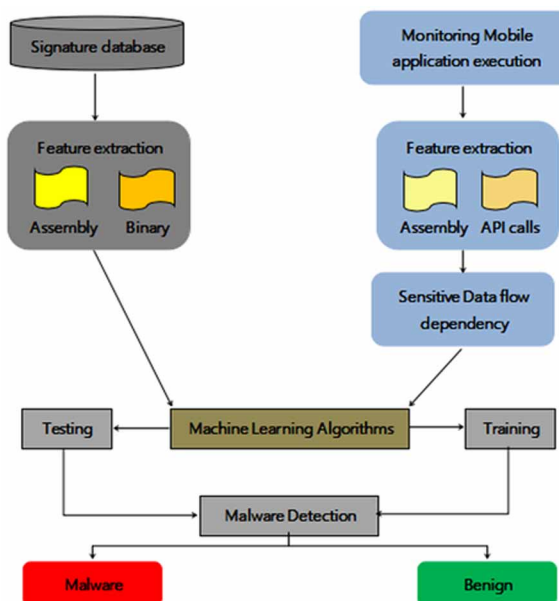 Signature database
Monitoring Mobile
application execution
Feature extraction
Assembly
Binary
Feature extraction
Assembly
API calls
Sensitive Data flow
dependency
Testing
Machine Learning Algorithms
Training
Malware Detection
Malware
Benign